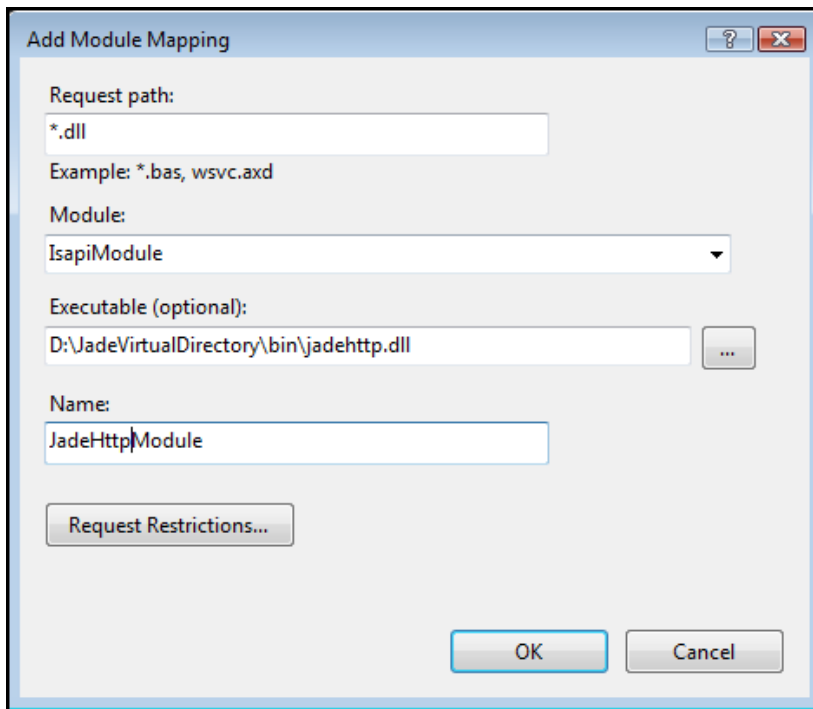 Add Module Mapping
?
Request path:
*.dll
Example: *.bas, wsvc.axd
Module:
IsapiModule
Executable (optional):
D:\JadeVirtualDirectory\bin\jadehttp.dll
...
Name:
JadeHttpModule
Request Restrictions...
OK
Cancel